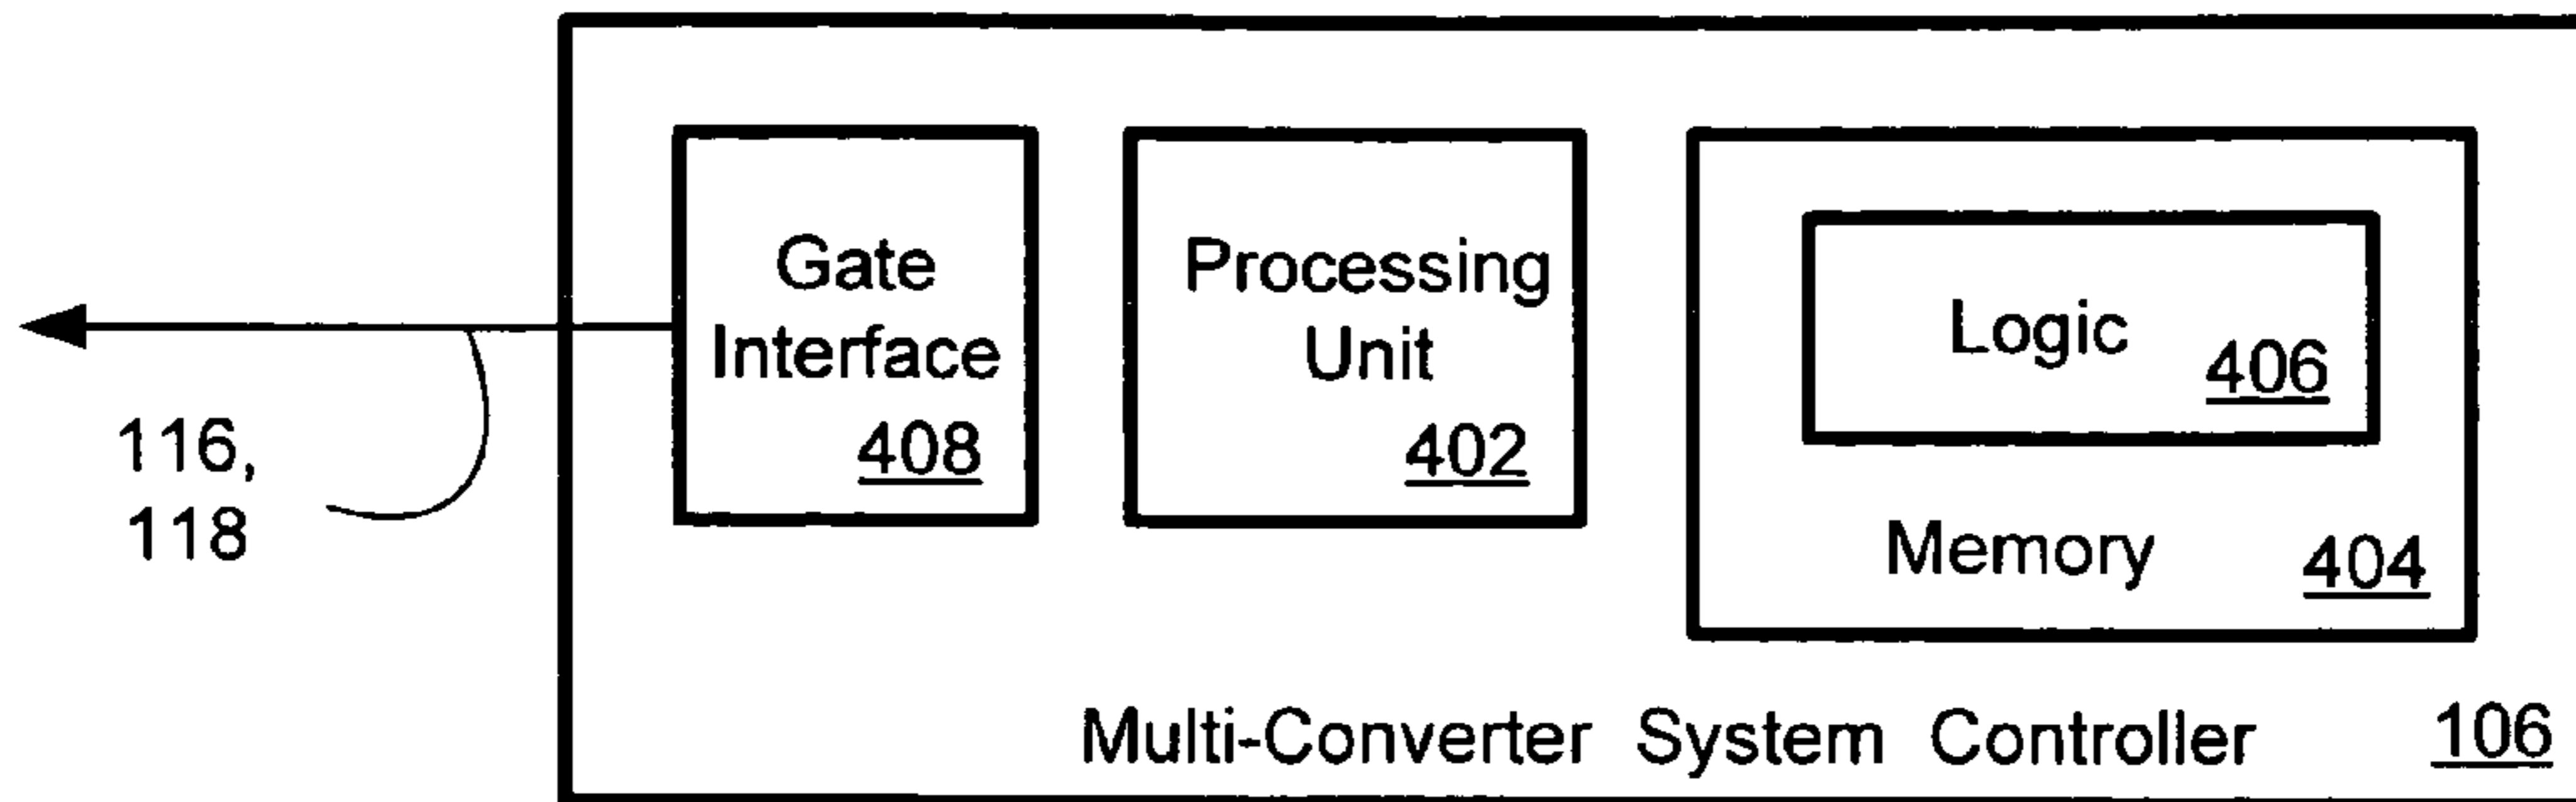 Gate
Interface
408
Processing
Unit
402
Logic
406
Memory
404
116,
118
Multi-Converter System Controller 106